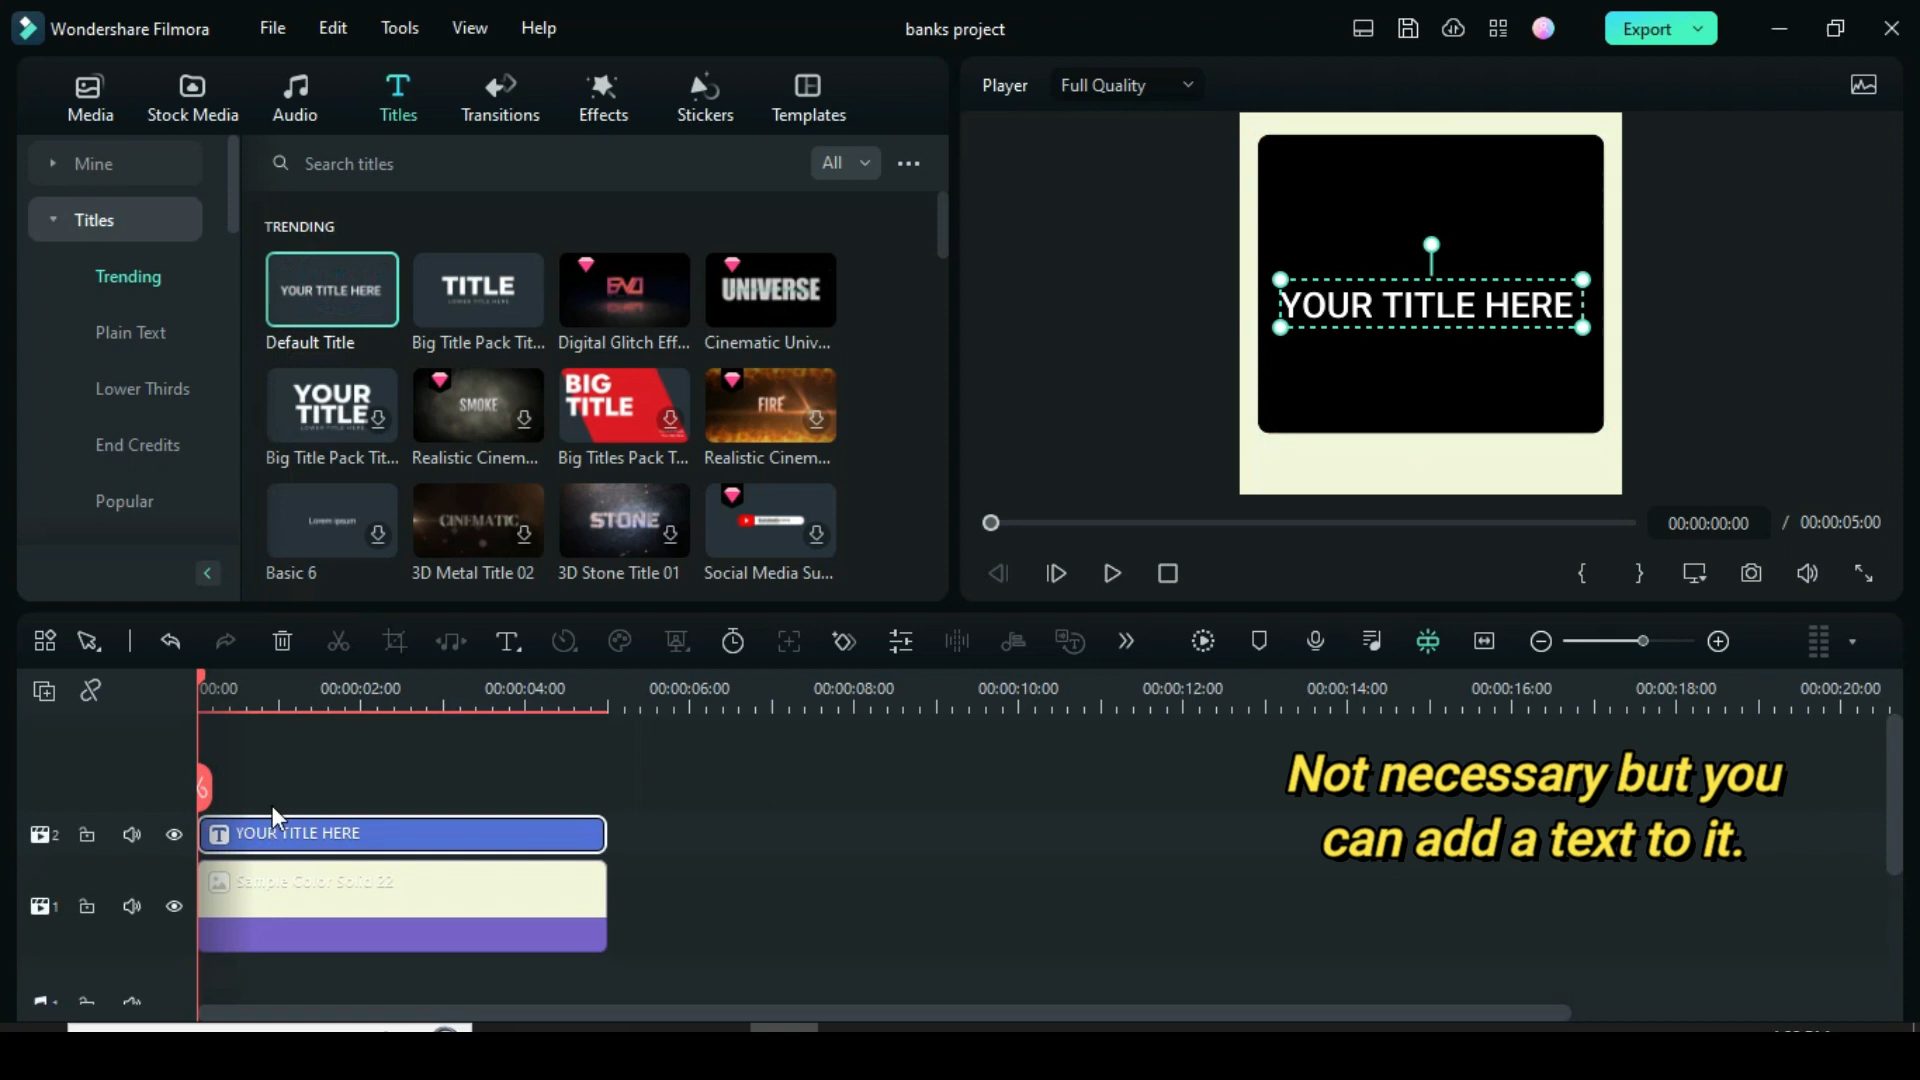 Wondershare Filmora
File
Edit
Tools
View
Help
banks project
Export
Media
Stock Media
Audio
Titles
Transitions
Effects
Stickers
Templates
Player
Full Quality
Mine
Titles
Trending
Plain Text
Lower Thirds
End Credits
Popular
Search titles
All
TRENDING
YOUR TITLE HERE
Default Title
TITLE
LOWER TITLE HERE
Big Title Pack Tit...
END
Digital Glitch Eff...
UNIVERSE
Cinematic Univ...
YOUR
TITLE
LOWER TITLE HERE
Big Title Pack Tit...
SMOKE
Realistic Cinem...
BIG
TITLE
Big Titles Pack T...
FIRE
Realistic Cinem...
Lorem ipsum
Basic 6
CINEMATIC
3D Metal Title 02
STONE
3D Stone Title 01
Social Media Su...
YOUR TITLE HERE
00:00:00:00
/ 00:00:05:00
00:00
00:00:02:00
00:00:04:00
00:00:06:00
00:00:08:00
00:00:10:00
00:00:12:00
00:00:14:00
00:00:16:00
00:00:18:00
00:00:20:00
2
YOUR TITLE HERE
1
Sample Color Solid 22
Not necessary but you
can add a text to it.